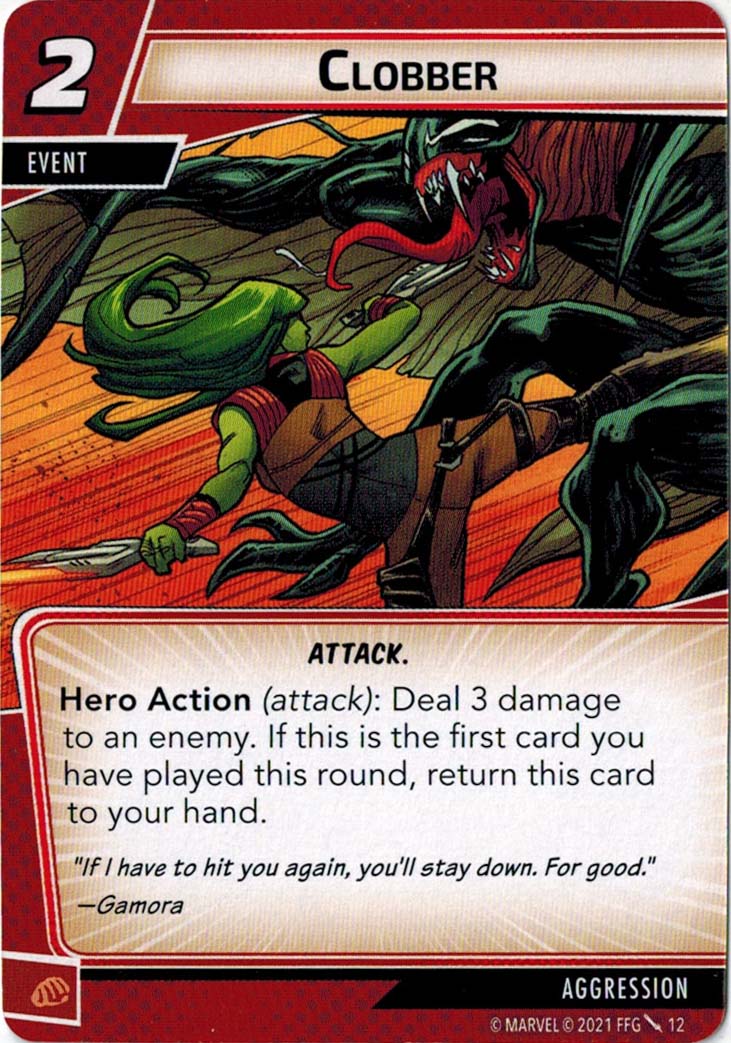 2
CLOBBER
EVENT
ATTACK.
Hero Action (attack): Deal 3 damage
to an enemy. If this is the first card you
have played this round, return this card
to your hand.
"If I have to hit you again, you'll stay down. For good."
—Gamora
AGGRESSION
© MARVEL © 2021 FFG 12